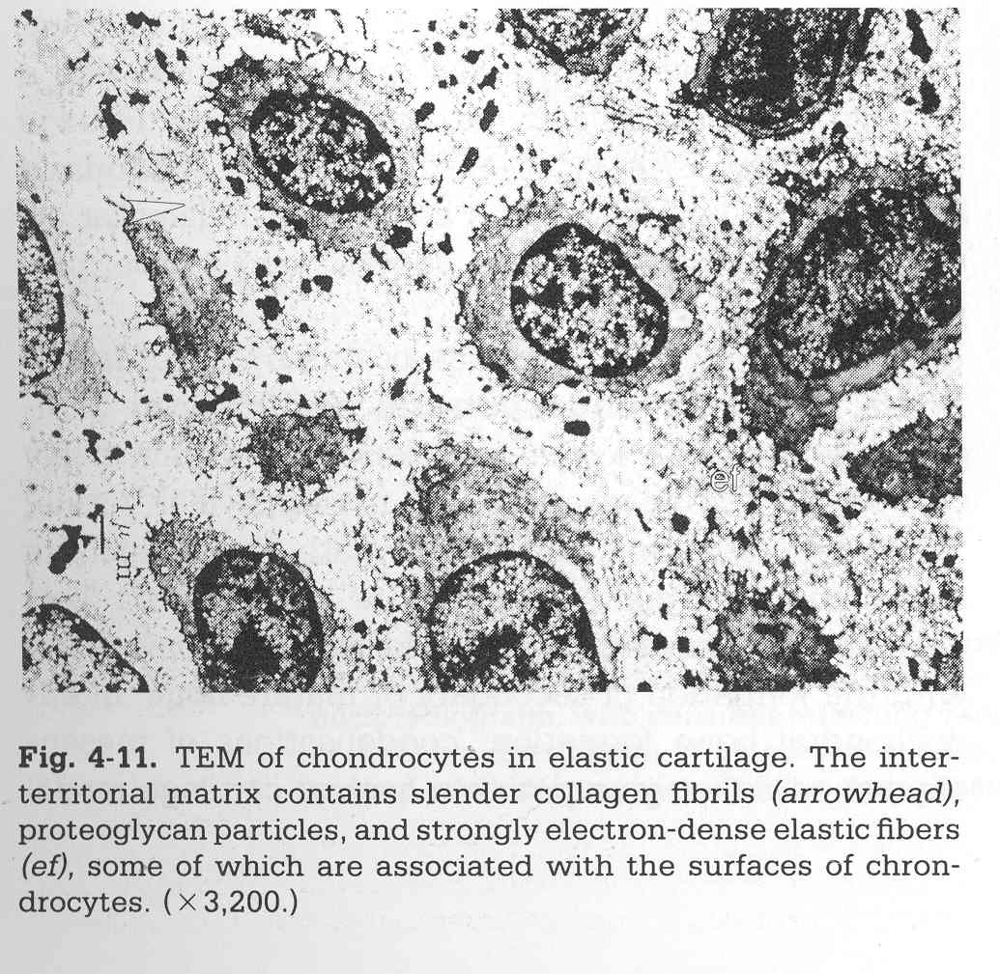 ef
1 μm
Fig. 4-11. TEM of chondrocytes in elastic cartilage. The inter-
territorial matrix contains slender collagen fibrils (arrowhead),
proteoglycan particles, and strongly electron-dense elastic fibers
(ef), some of which are associated with the surfaces of chron-
drocytes. (× 3,200.)